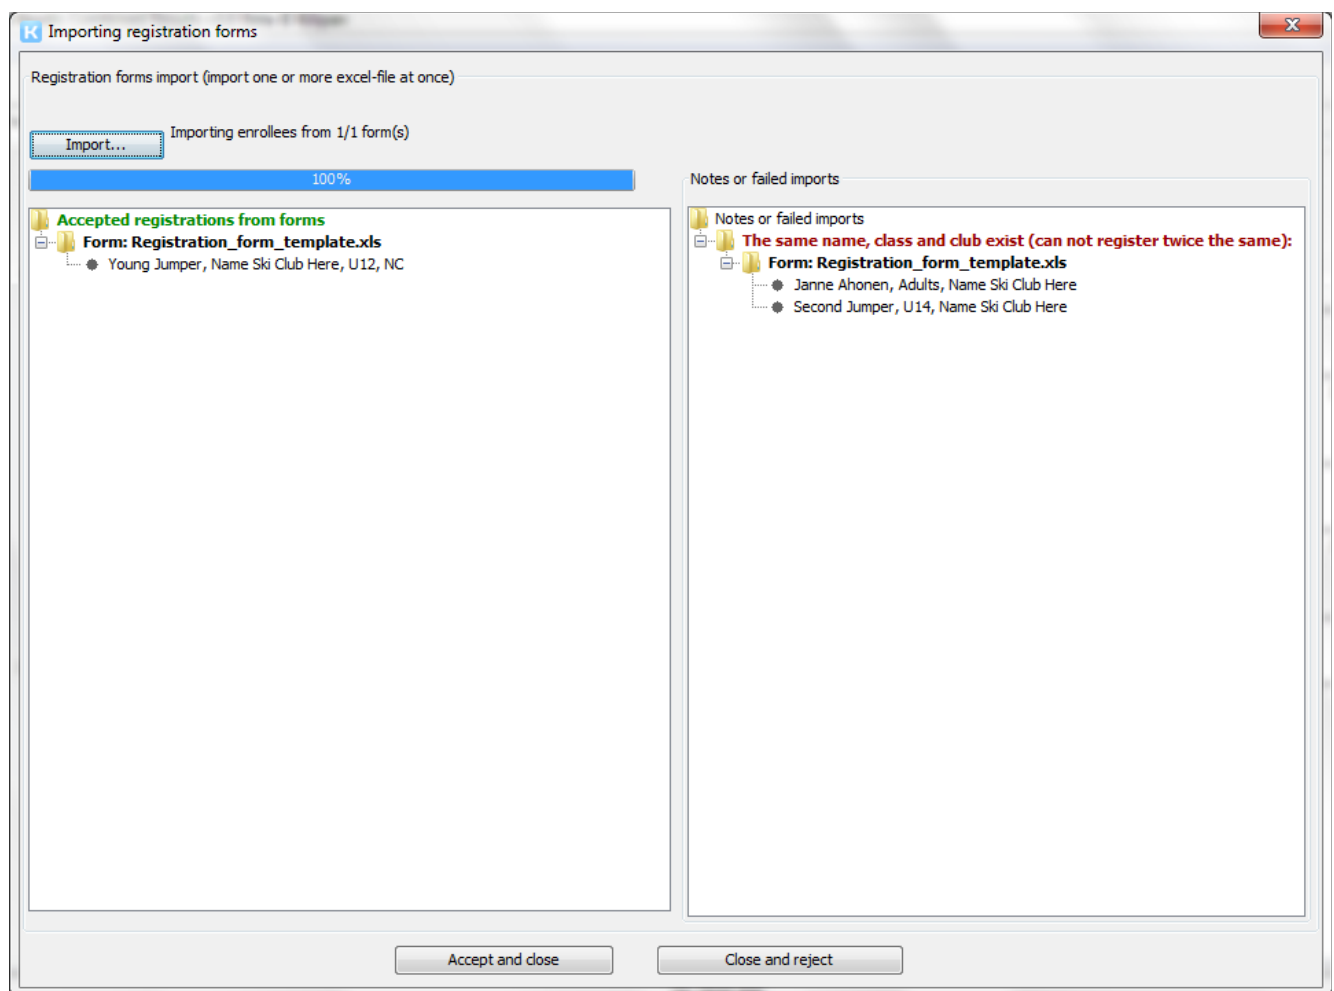 K Importing registration forms
Registration forms import (import one or more excel-file at once)
Import...
Importing enrollees from 1/1 form(s)
100%
Accepted registrations from forms
Form: Registration_form_template.xls
Young Jumper, Name Ski Club Here, U12, NC
Notes or failed imports
Notes or failed imports
The same name, class and club exist (can not register twice the same):
Form: Registration_form_template.xls
Janne Ahonen, Adults, Name Ski Club Here
Second Jumper, U14, Name Ski Club Here
Accept and close
Close and reject